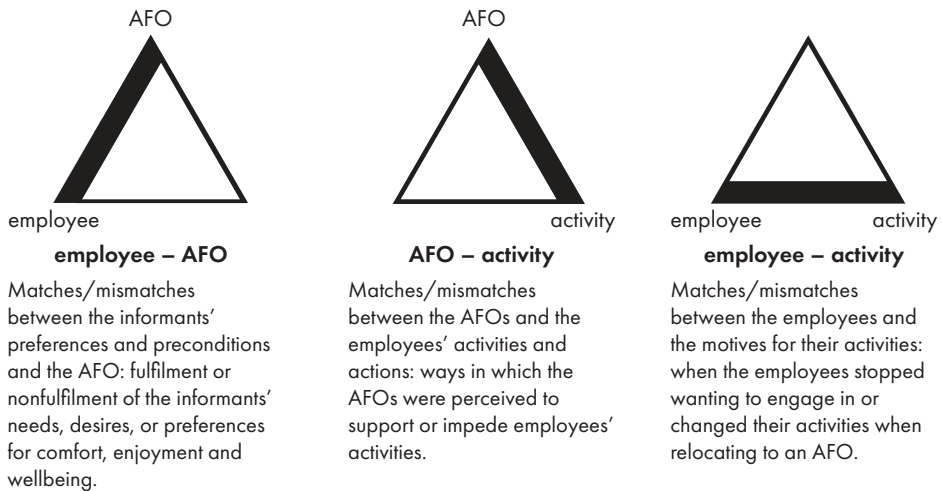 AFO
employee
employee – AFO
Matches/mismatches
between the informants'
preferences and preconditions
and the AFO: fulfilment or
nonfulfilment of the informants'
needs, desires, or preferences
for comfort, enjoyment and
wellbeing.
AFO
activity
AFO – activity
Matches/mismatches
between the AFOs and the
employees' activities and
actions: ways in which the
AFOs were perceived to
support or impede employees'
activities.
employee
activity
employee – activity
Matches/mismatches
between the employees and
the motives for their activities:
when the employees stopped
wanting to engage in or
changed their activities when
relocating to an AFO.